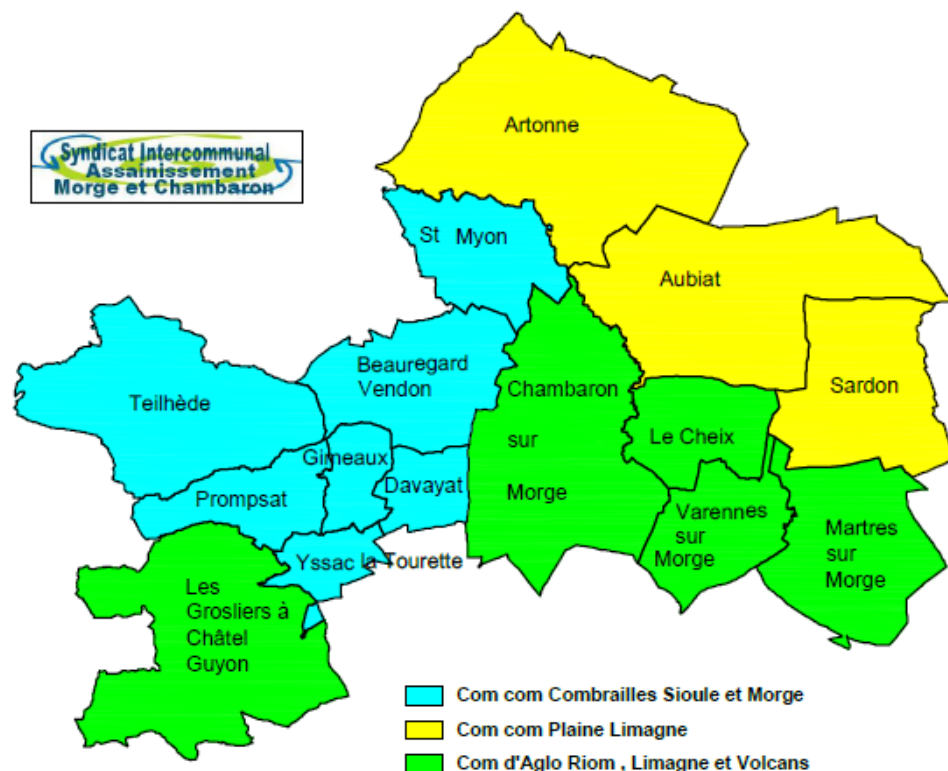 Syndicat Intercommunal
Assainissement
Morge et Chambaron
Artonne
St Myon
Aubiat
Beauregard
Vendon
Chambaron
sur
Morge
Sardon
Teilhède
Le Cheix
Gimeaux
Davayat
Prompsat
Varennes
sur
Morge
Martres
sur
Morge
Yssac la Tourette
Les
Grosliers à
Châtel
Guyon
Com com Combrailles Sioule et Morge
Com com Plaine Limagne
Com d'Aglo Riom , Limagne et Volcans